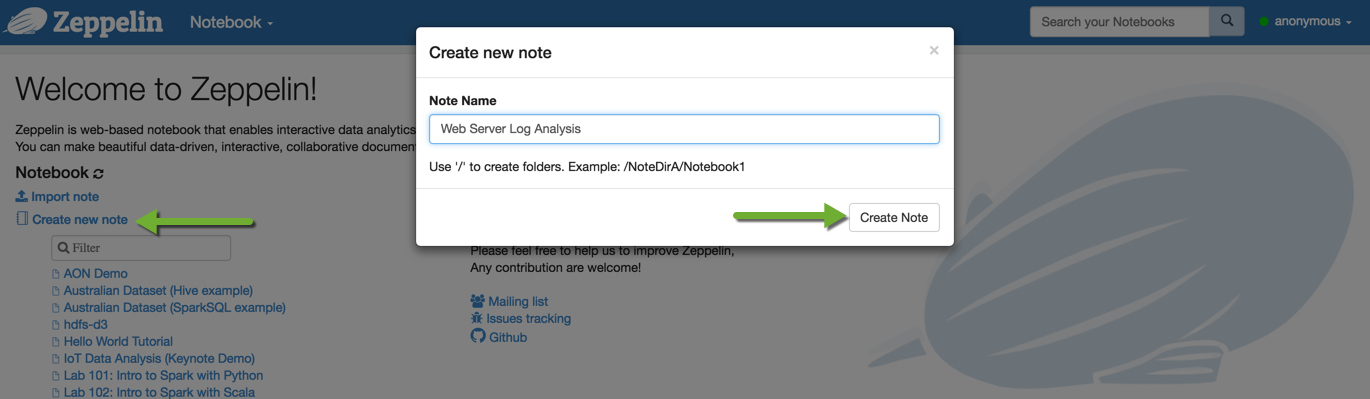 Zeppelin
Notebook
Search your Notebooks
anonymous
Create new note
×
Note Name
Web Server Log Analysis
Use '/' to create folders. Example: /NoteDirA/Notebook1
Create Note
Welcome to Zeppelin!
Zeppelin is web-based notebook that enables interactive data analytics
You can make beautiful data-driven, interactive, collaborative document
Notebook
Import note
Create new note
Filter
AON Demo
Australian Dataset (Hive example)
Australian Dataset (SparkSQL example)
hdfs-d3
Hello World Tutorial
IoT Data Analysis (Keynote Demo)
Lab 101: Intro to Spark with Python
Lab 102: Intro to Spark with Scala
Please feel free to help us to improve Zeppelin,
Any contribution are welcome!
Mailing list
Issues tracking
Github